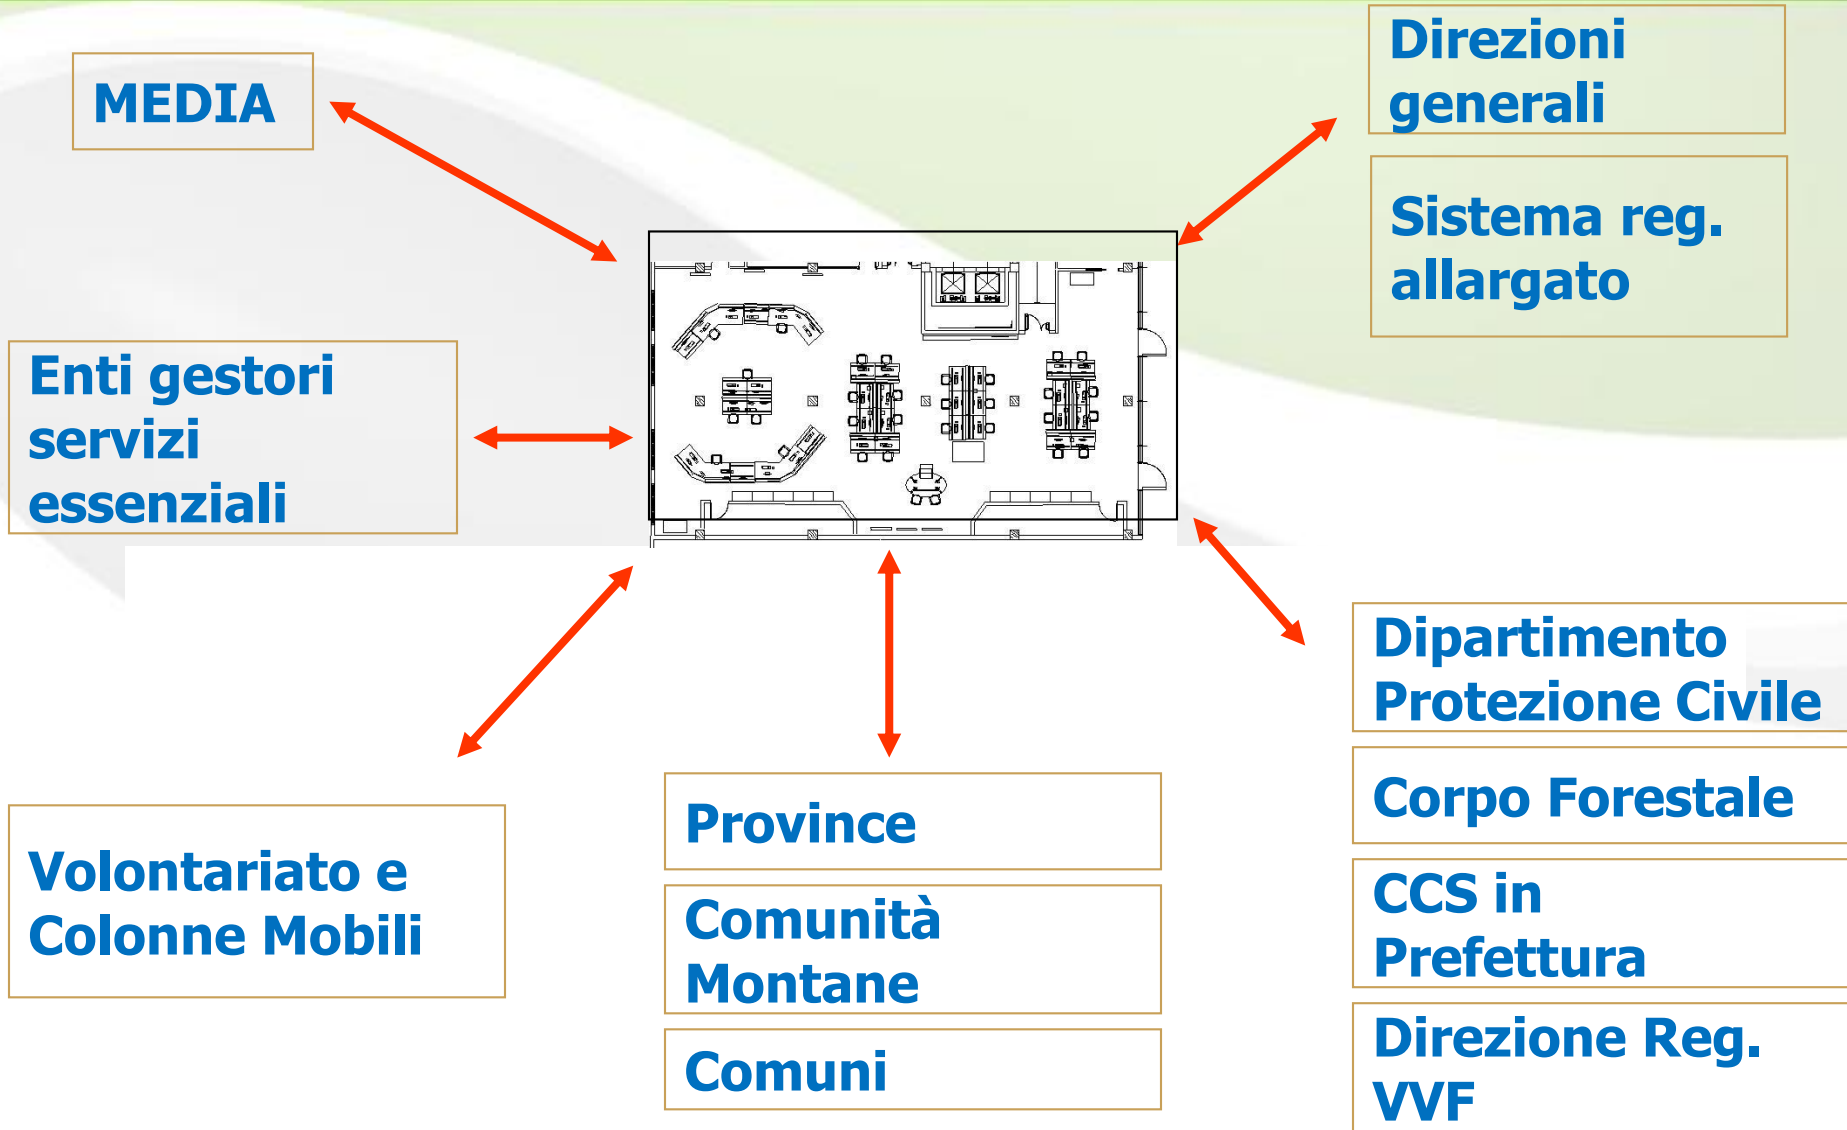 MEDIA
Direzioni
generali
Sistema reg.
allargato
Enti gestori
servizi
essenziali
Volontariato e
Colonne Mobili
Province
Comunità
Montane
Comuni
Dipartimento
Protezione Civile
Corpo Forestale
CCS in
Prefettura
Direzione Reg.
VVF